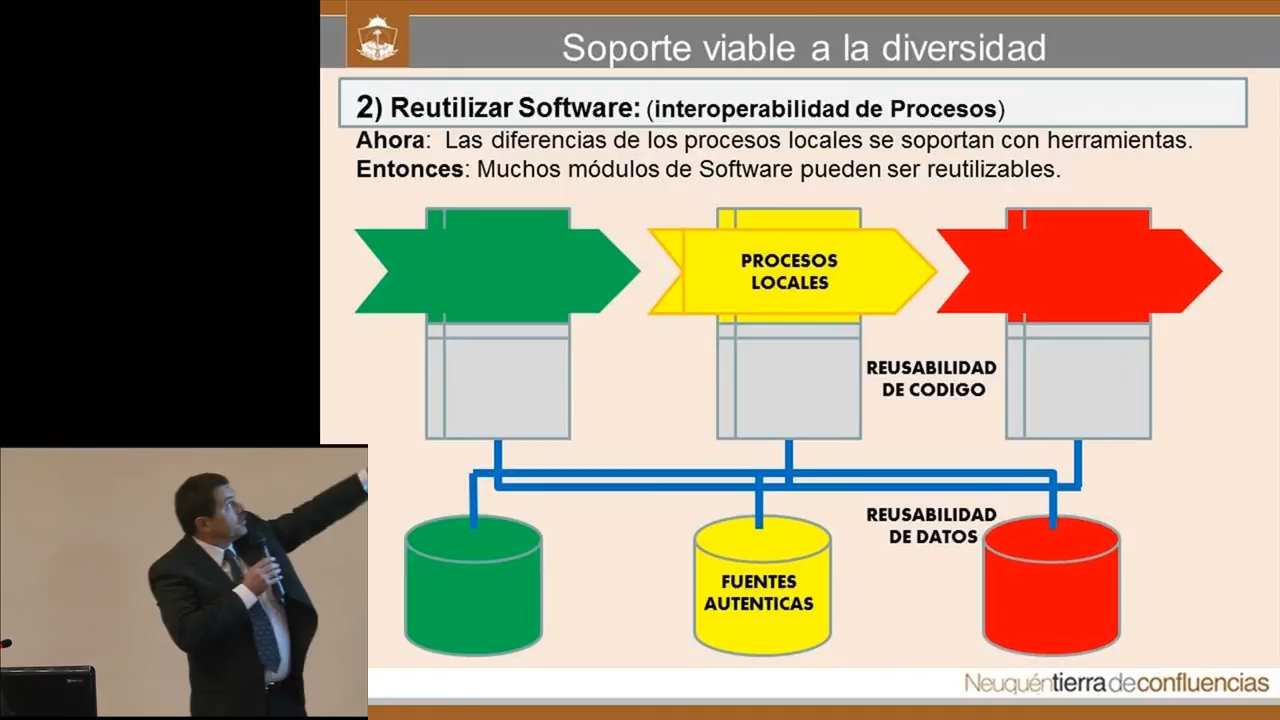 Soporte viable a la diversidad
2) Reutilizar Software: (interoperabilidad de Procesos)
Ahora: Las diferencias de los procesos locales se soportan con herramientas.
Entonces: Muchos módulos de Software pueden ser reutilizables.
PROCESOS
LOCALES
REUSABILIDAD
DE CODIGO
REUSABILIDAD
DE DATOS
FUENTES
AUTENTICAS
Neuquéntierradeconfluencias